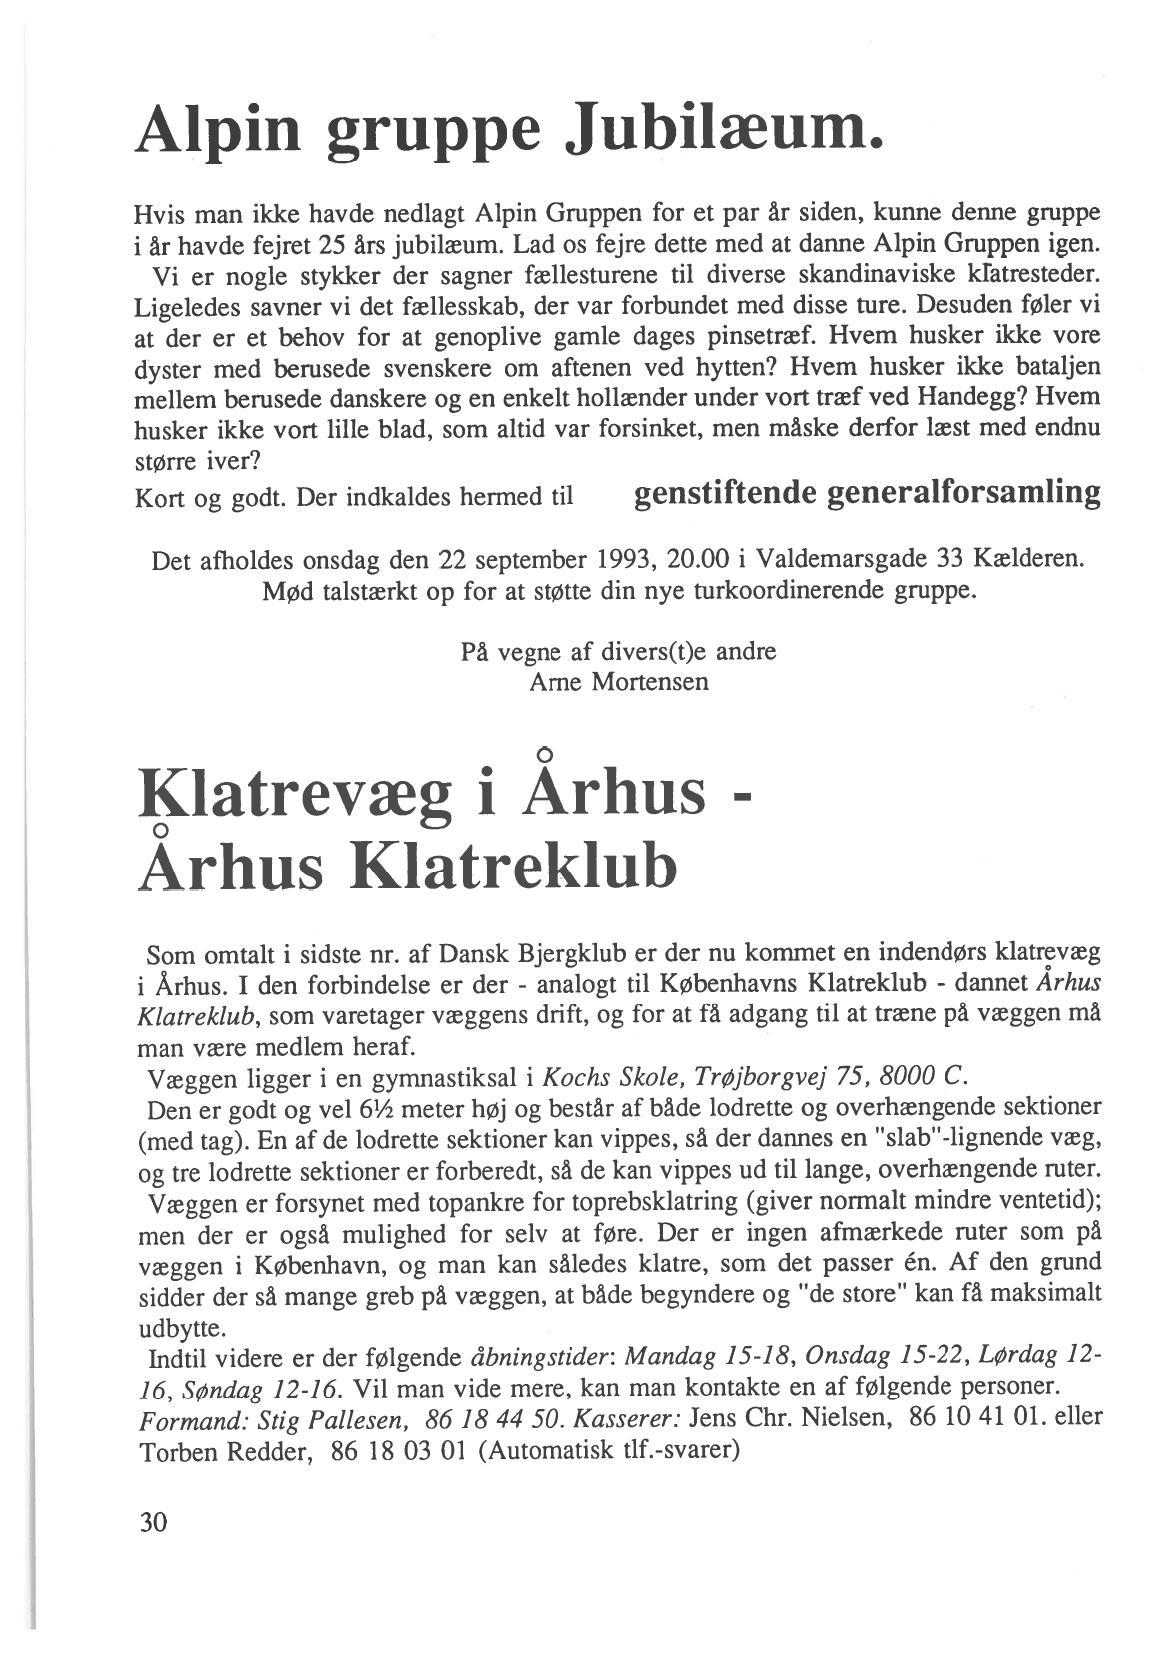 Alpin gruppe Jubilæum.
Hvis man ikke havde nedlagt Alpin Gruppen for et par år siden, kunne denne gruppe
i år havde fejret 25 års jubilæum. Lad os fejre dette med at danne Alpin Gruppen igen.
Vi er nogle stykker der sagner fællesturene til diverse skandinaviske klatresteder.
Ligeledes savner vi det fællesskab, der var forbundet med disse ture. Desuden føler vi
at der er et behov for at genoplive gamle dages pinsetræf. Hvem husker ikke vore
dyster med berusede svenskere om aftenen ved hytten? Hvem husker ikke bataljen
mellem berusede danskere og en enkelt hollænder under vort træf ved Handegg? Hvem
husker ikke vort lille blad, som altid var forsinket, men måske derfor læst med endnu
større iver?
Kort og godt. Der indkaldes hermed til genstiftende generalforsamling
Det afholdes onsdag den 22 september 1993, 20.00 i Valdemarsgade 33 Kælderen.
Mød talstærkt op for at støtte din nye turkoordinerende gruppe.
På vegne af divers(t)e andre
Arne Mortensen
Klatrevæg i Århus -
Århus Klatreklub
Som omtalt i sidste nr. af Dansk Bjergklub er der nu kommet en indendørs klatrevæg
i Århus. I den forbindelse er der - analogt til Københavns Klatreklub - dannet Århus
Klatreklub, som varetager væggens drift, og for at få adgang til at træne på væggen må
man være medlem heraf.
Væggen ligger i en gymnastiksal i Kochs Skole, Trøjborgvej 75, 8000 C.
Den er godt og vel 6½ meter høj og består af både lodrette og overhængende sektioner
(med tag). En af de lodrette sektioner kan vippes, så der dannes en "slab"-lignende væg,
og tre lodrette sektioner er forberedt, så de kan vippes ud til lange, overhængende ruter.
Væggen er forsynet med topankre for toprebsklatring (giver normalt mindre ventetid);
men der er også mulighed for selv at føre. Der er ingen afmærkede ruter som på
væggen i København, og man kan således klatre, som det passer én. Af den grund
sidder der så mange greb på væggen, at både begyndere og "de store" kan få maksimalt
udbytte.
Indtil videre er der følgende åbningstider: Mandag 15-18, Onsdag 15-22, Lørdag 12-
16, Søndag 12-16. Vil man vide mere, kan man kontakte en af følgende personer.
Formand: Stig Pallesen, 86 18 44 50. Kasserer: Jens Chr. Nielsen, 86 10 41 01. eller
Torben Redder, 86 18 03 01 (Automatisk tlf.-svarer)
30